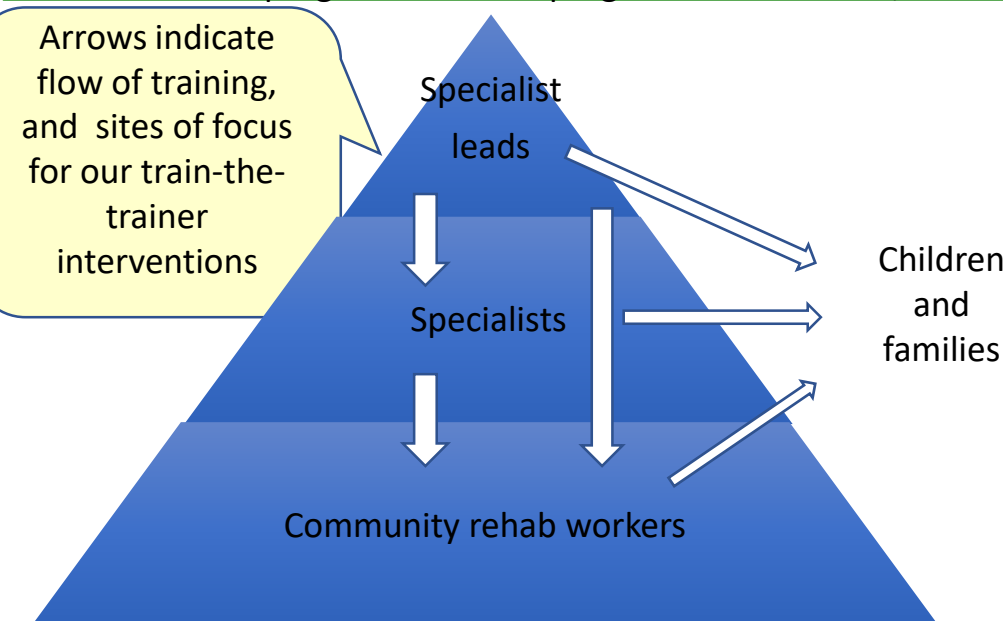 Arrows indicate
flow of training,
and sites of focus
for our train-the-
trainer
interventions
Specialist
leads
Specialists
Community rehab workers
Children
and
families